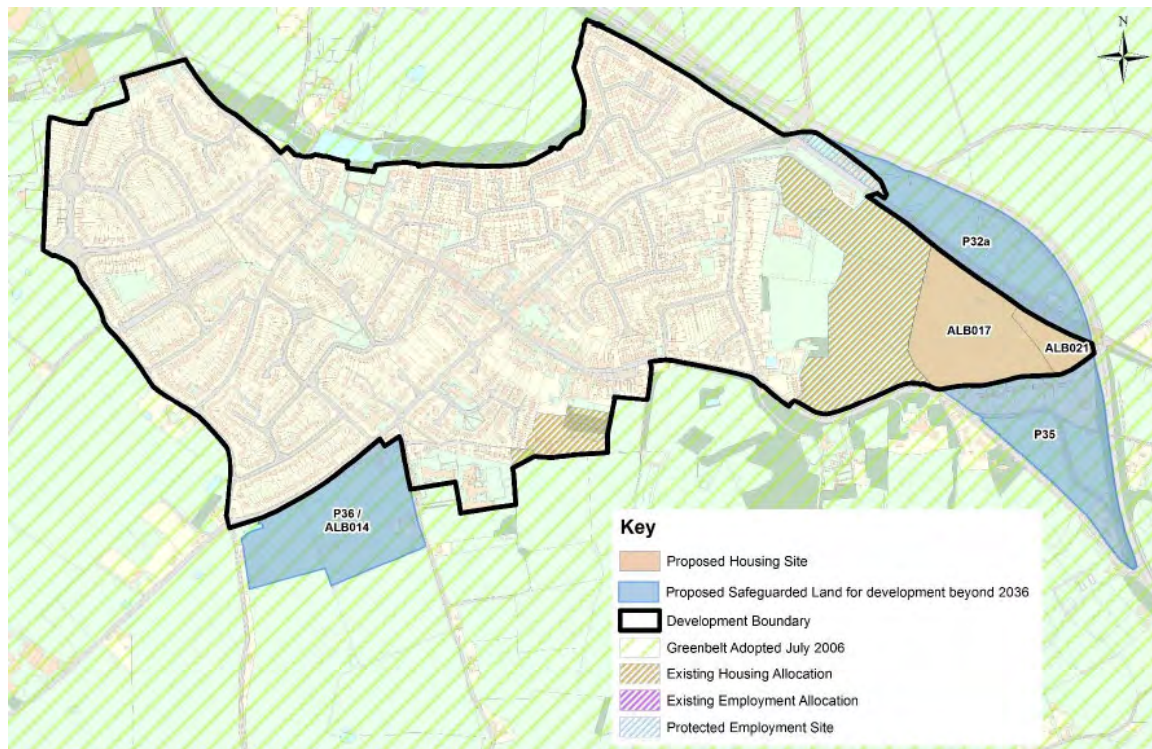 N
P32a
ALB017
ALB021
P35
P36 /
ALB014
Key
Proposed Housing Site
Proposed Safeguarded Land for development beyond 2036
Development Boundary
Greenbelt Adopted July 2006
Existing Housing Allocation
Existing Employment Allocation
Protected Employment Site